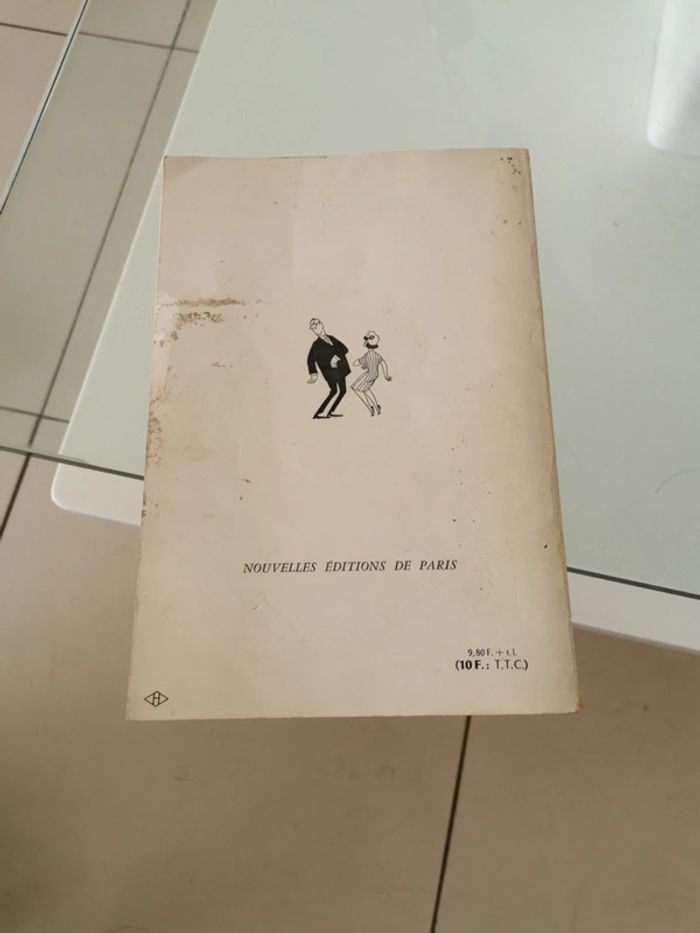 NOUVELLES ÉDITIONS DE PARIS
9,80 F. + t.l.
(10 F. : T.T.C.)
H